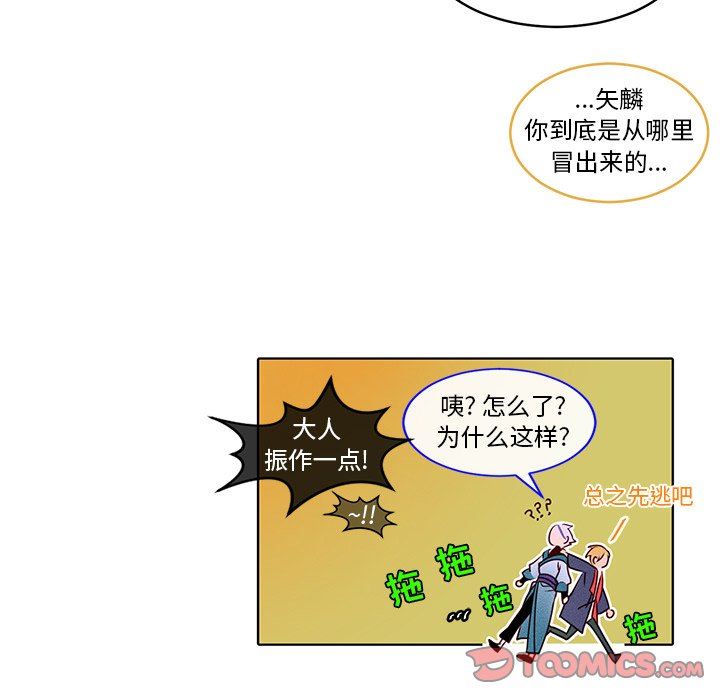 ...矢麟
你到底是从哪里
冒出来的...
大人
振作一点!
~!!
咦? 怎么了?
为什么这样?
???
总之先逃吧
拖 拖
... 拖
拖
TOOMICS.COM